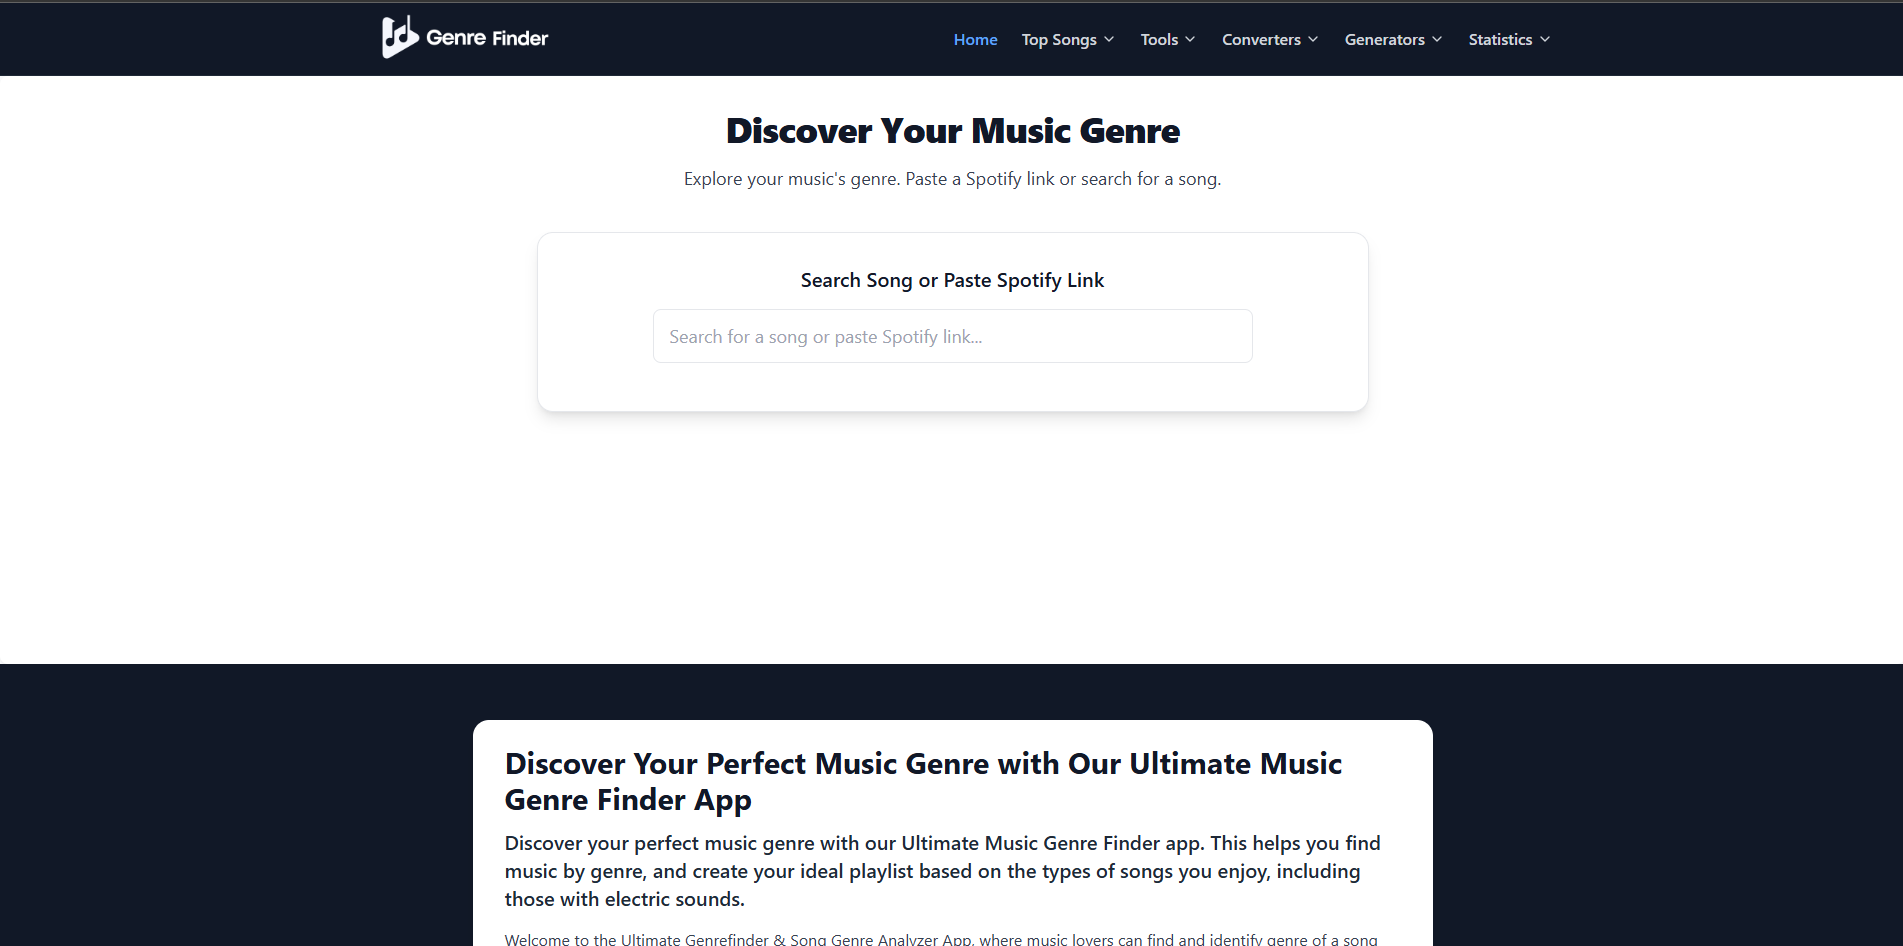 Genre Finder
Home Top Songs Tools Converters Generators Statistics
Discover Your Music Genre
Explore your music's genre. Paste a Spotify link or search for a song.
Search Song or Paste Spotify Link
Search for a song or paste Spotify link...
Discover Your Perfect Music Genre with Our Ultimate Music
Genre Finder App
Discover your perfect music genre with our Ultimate Music Genre Finder app. This helps you find
music by genre, and create your ideal playlist based on the types of songs you enjoy, including
those with electric sounds.
Welcome to the Ultimate Genrefinder & Song Genre Analyzer App, where music lovers can find and identify genre of a song